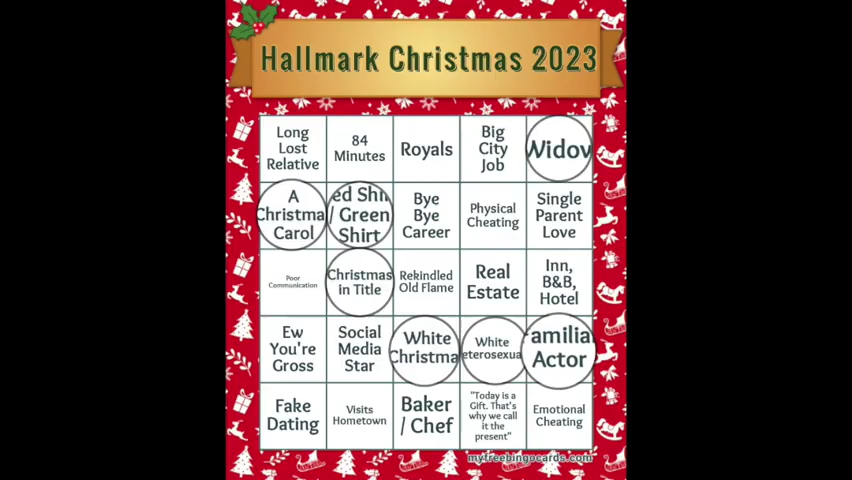 Hallmark Christmas 2023
Long
Lost
Relative
84
Minutes
Royals
Big
City
Job
Widow
A
Christma
Carol
ed Shi
/ Green
Shirt
Bye
Bye
Career
Physical
Cheating
Single
Parent
Love
Poor
Communication
Christmas
in Title
Rekindled
Old Flame
Real
Estate
Inn,
B&B,
Hotel
Ew
You're
Gross
Social
Media
Star
White
Christma
White
eterosexua
amilia
Actor
Fake
Dating
Visits
Hometown
Baker
/ Chef
"Today is a
Gift. That's
why we call
it the
present"
Emotional
Cheating
myfreebingocards.com